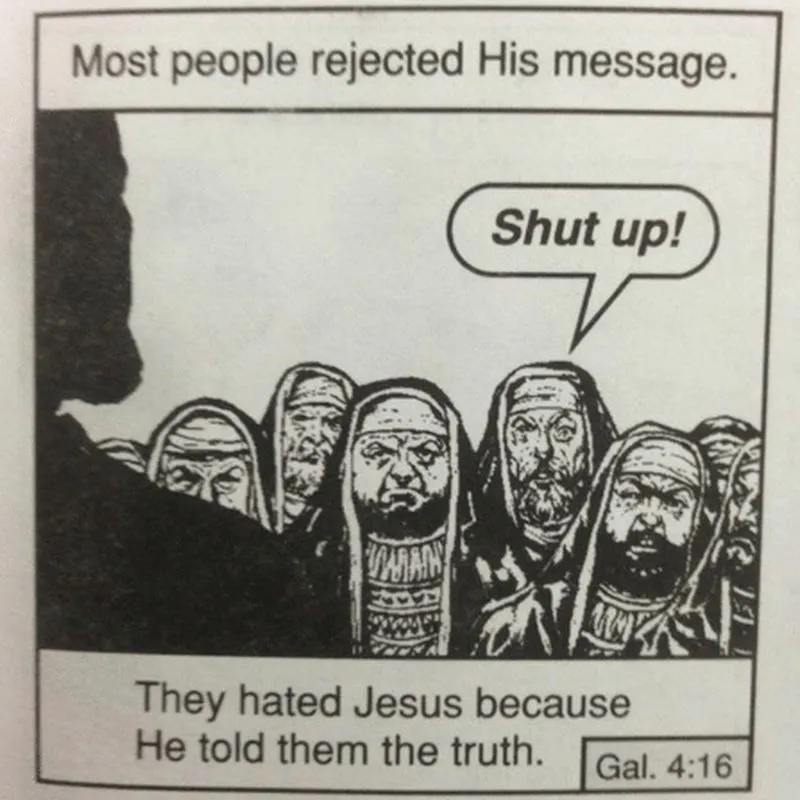 Most people rejected His message.
Shut up!
They hated Jesus because
He told them the truth.
Gal. 4:16